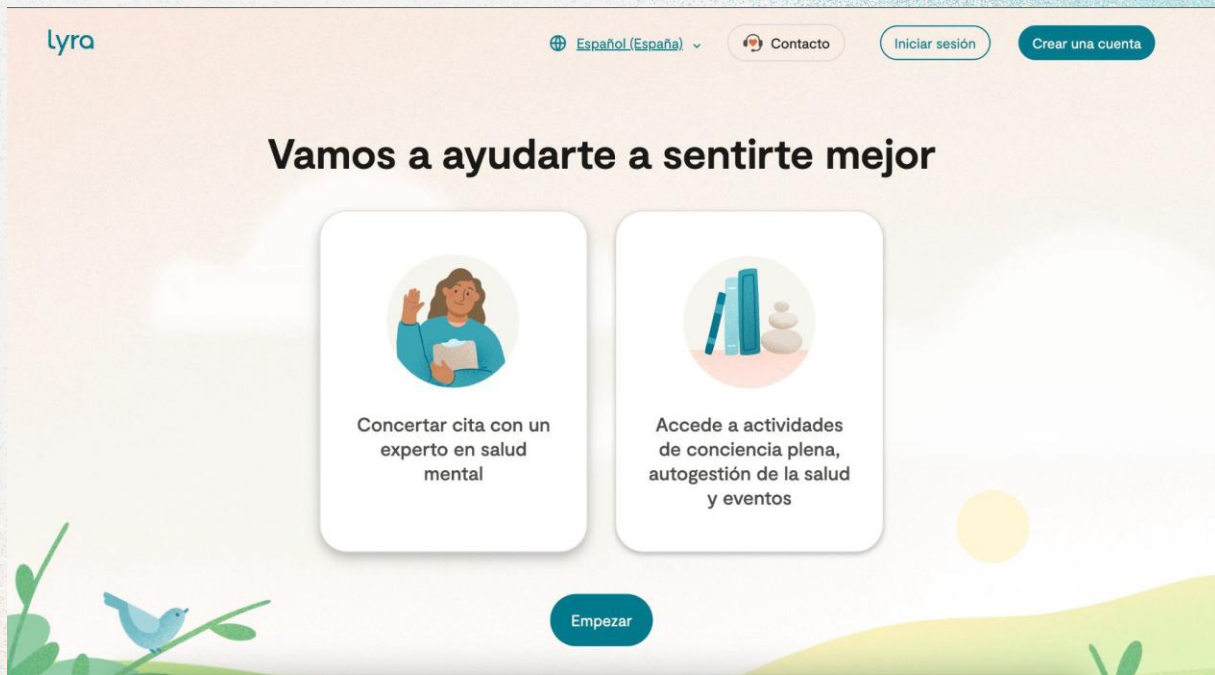 lyra
Español (España)
Contacto
Iniciar sesión
Crear una cuenta
Vamos a ayudarte a sentirte mejor
Concertar cita con un
experto en salud
mental
Accede a actividades
de conciencia plena,
autogestión de la salud
y eventos
Empezar